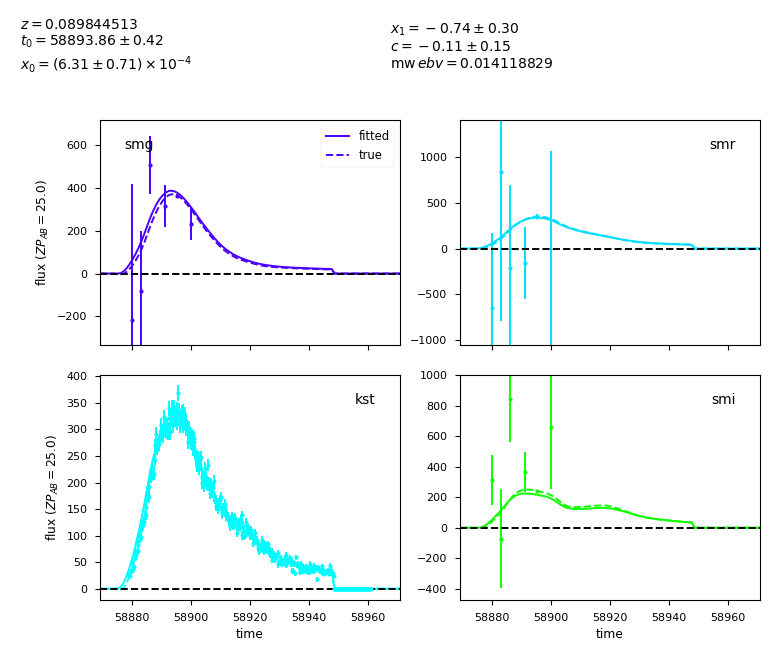 z = 0.089844513
t₀ = 58893.86 ± 0.42
x₀ = (6.31 ± 0.71) × 10⁻⁴
x₁ = −0.74 ± 0.30
c = −0.11 ± 0.15
mw ebv = 0.014118829
smg
fitted
true
600
400
200
0
−200
flux (ZP_AB = 25.0)
smr
1000
500
0
−500
−1000
kst
400
350
300
250
200
150
100
50
0
flux (ZP_AB = 25.0)
58880 58900 58920 58940 58960
time
smi
1000
800
600
400
200
0
−200
−400
58880 58900 58920 58940 58960
time